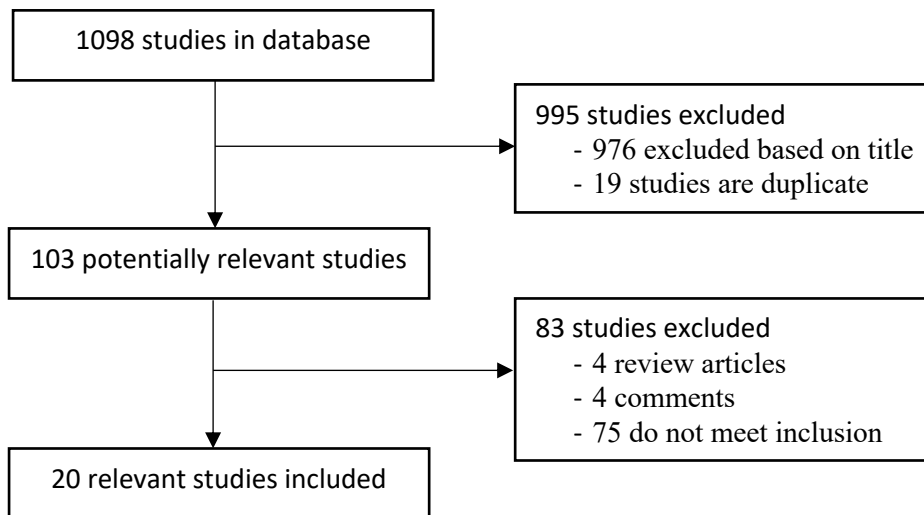 1098 studies in database
995 studies excluded
- 976 excluded based on title
- 19 studies are duplicate
103 potentially relevant studies
83 studies excluded
- 4 review articles
- 4 comments
- 75 do not meet inclusion
20 relevant studies included